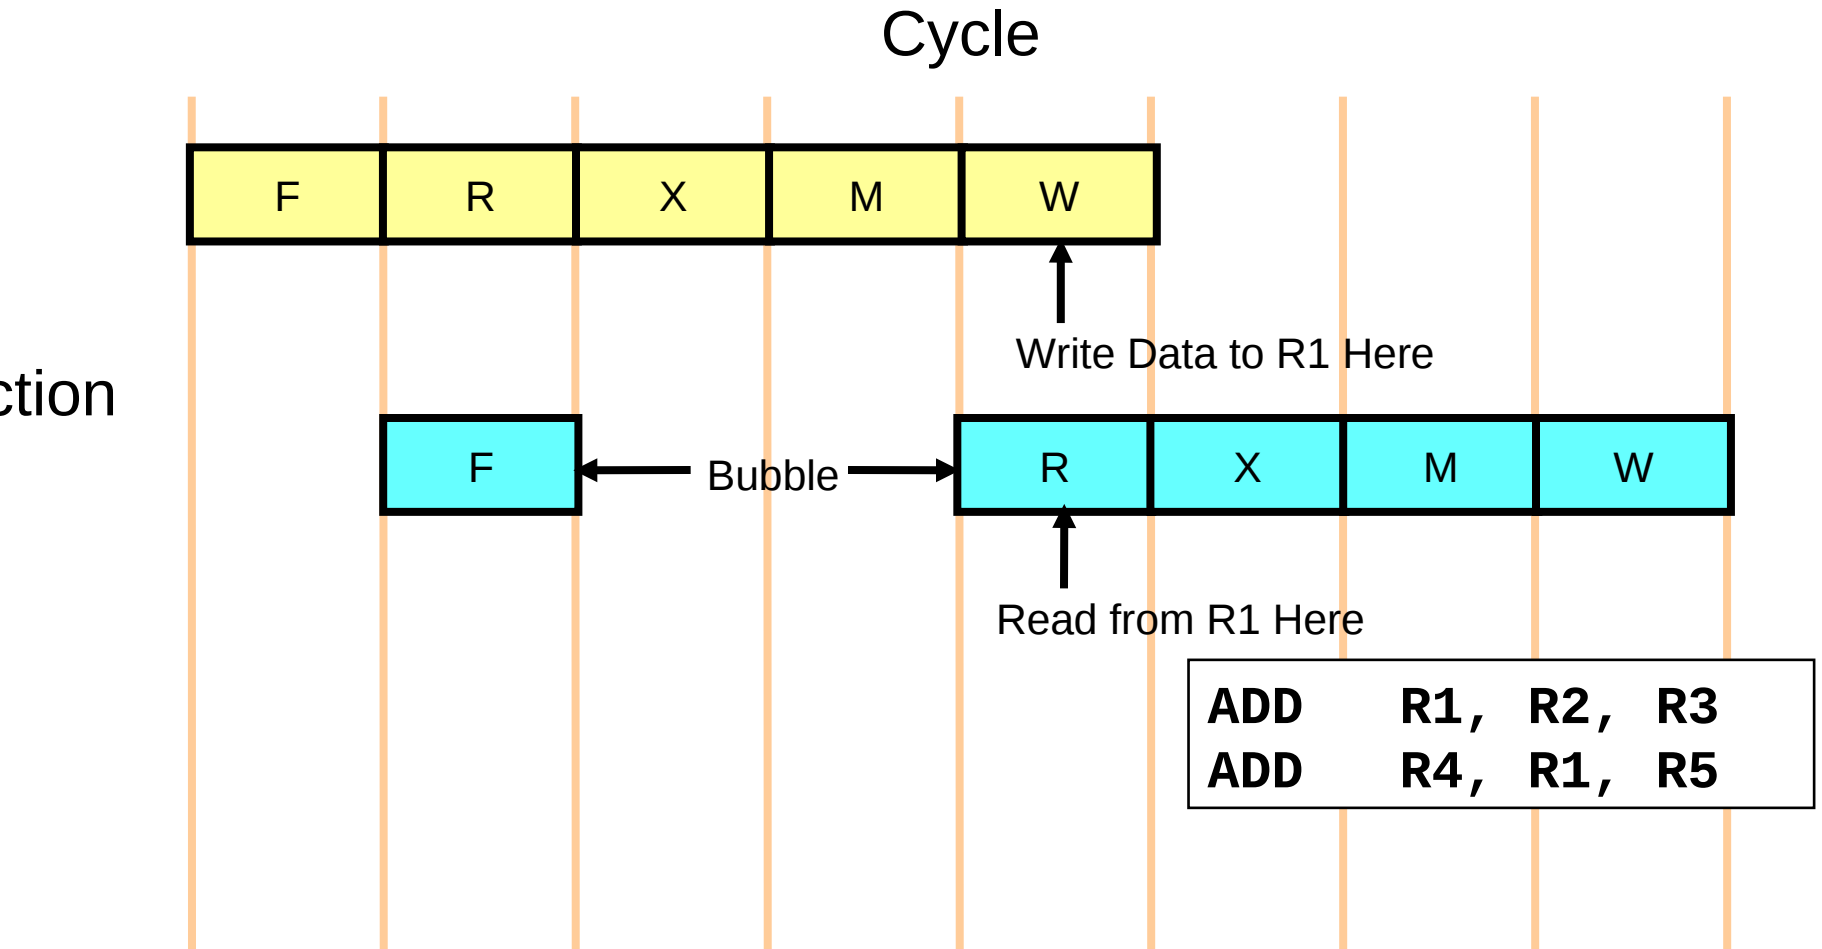 Cycle
F R X M W
Write Data to R1 Here
ction
F Bubble R X M W
Read from R1 Here
ADD R1, R2, R3
ADD R4, R1, R5